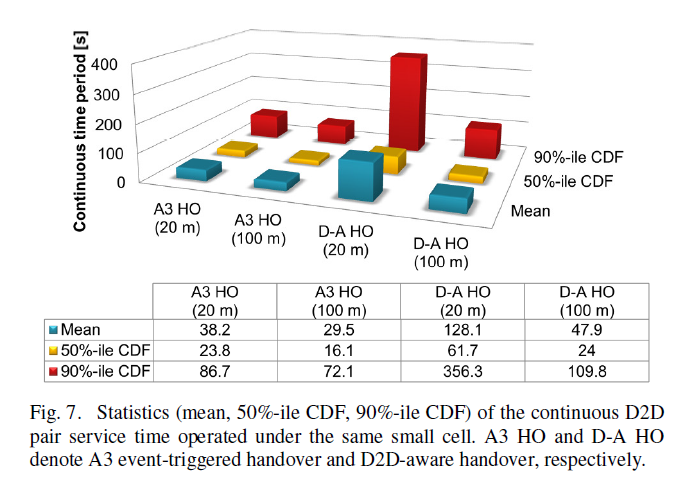 Continuous time period [s]
400
300
200
100
0
A3 HO
(20 m)
A3 HO
(100 m)
D-A HO
(20 m)
D-A HO
(100 m)
90%-ile CDF
50%-ile CDF
Mean
A3 HO (20 m) A3 HO (100 m) D-A HO (20 m) D-A HO (100 m)
Mean 38.2 29.5 128.1 47.9
50%-ile CDF 23.8 16.1 61.7 24
90%-ile CDF 86.7 72.1 356.3 109.8
Fig. 7. Statistics (mean, 50%-ile CDF, 90%-ile CDF) of the continuous D2D
pair service time operated under the same small cell. A3 HO and D-A HO
denote A3 event-triggered handover and D2D-aware handover, respectively.